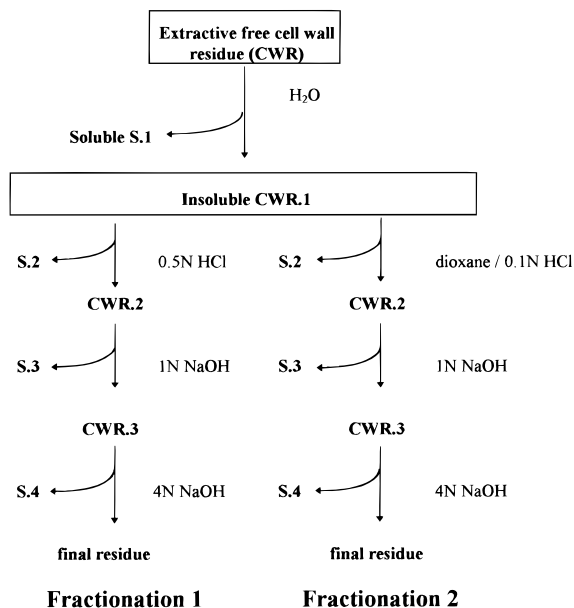 Extractive free cell wall
residue (CWR)
H₂O
Soluble S.1
Insoluble CWR.1
S.2 0.5N HCl S.2 dioxane / 0.1N HCl
CWR.2 CWR.2
S.3 1N NaOH S.3 1N NaOH
CWR.3 CWR.3
S.4 4N NaOH S.4 4N NaOH
final residue final residue
Fractionation 1 Fractionation 2